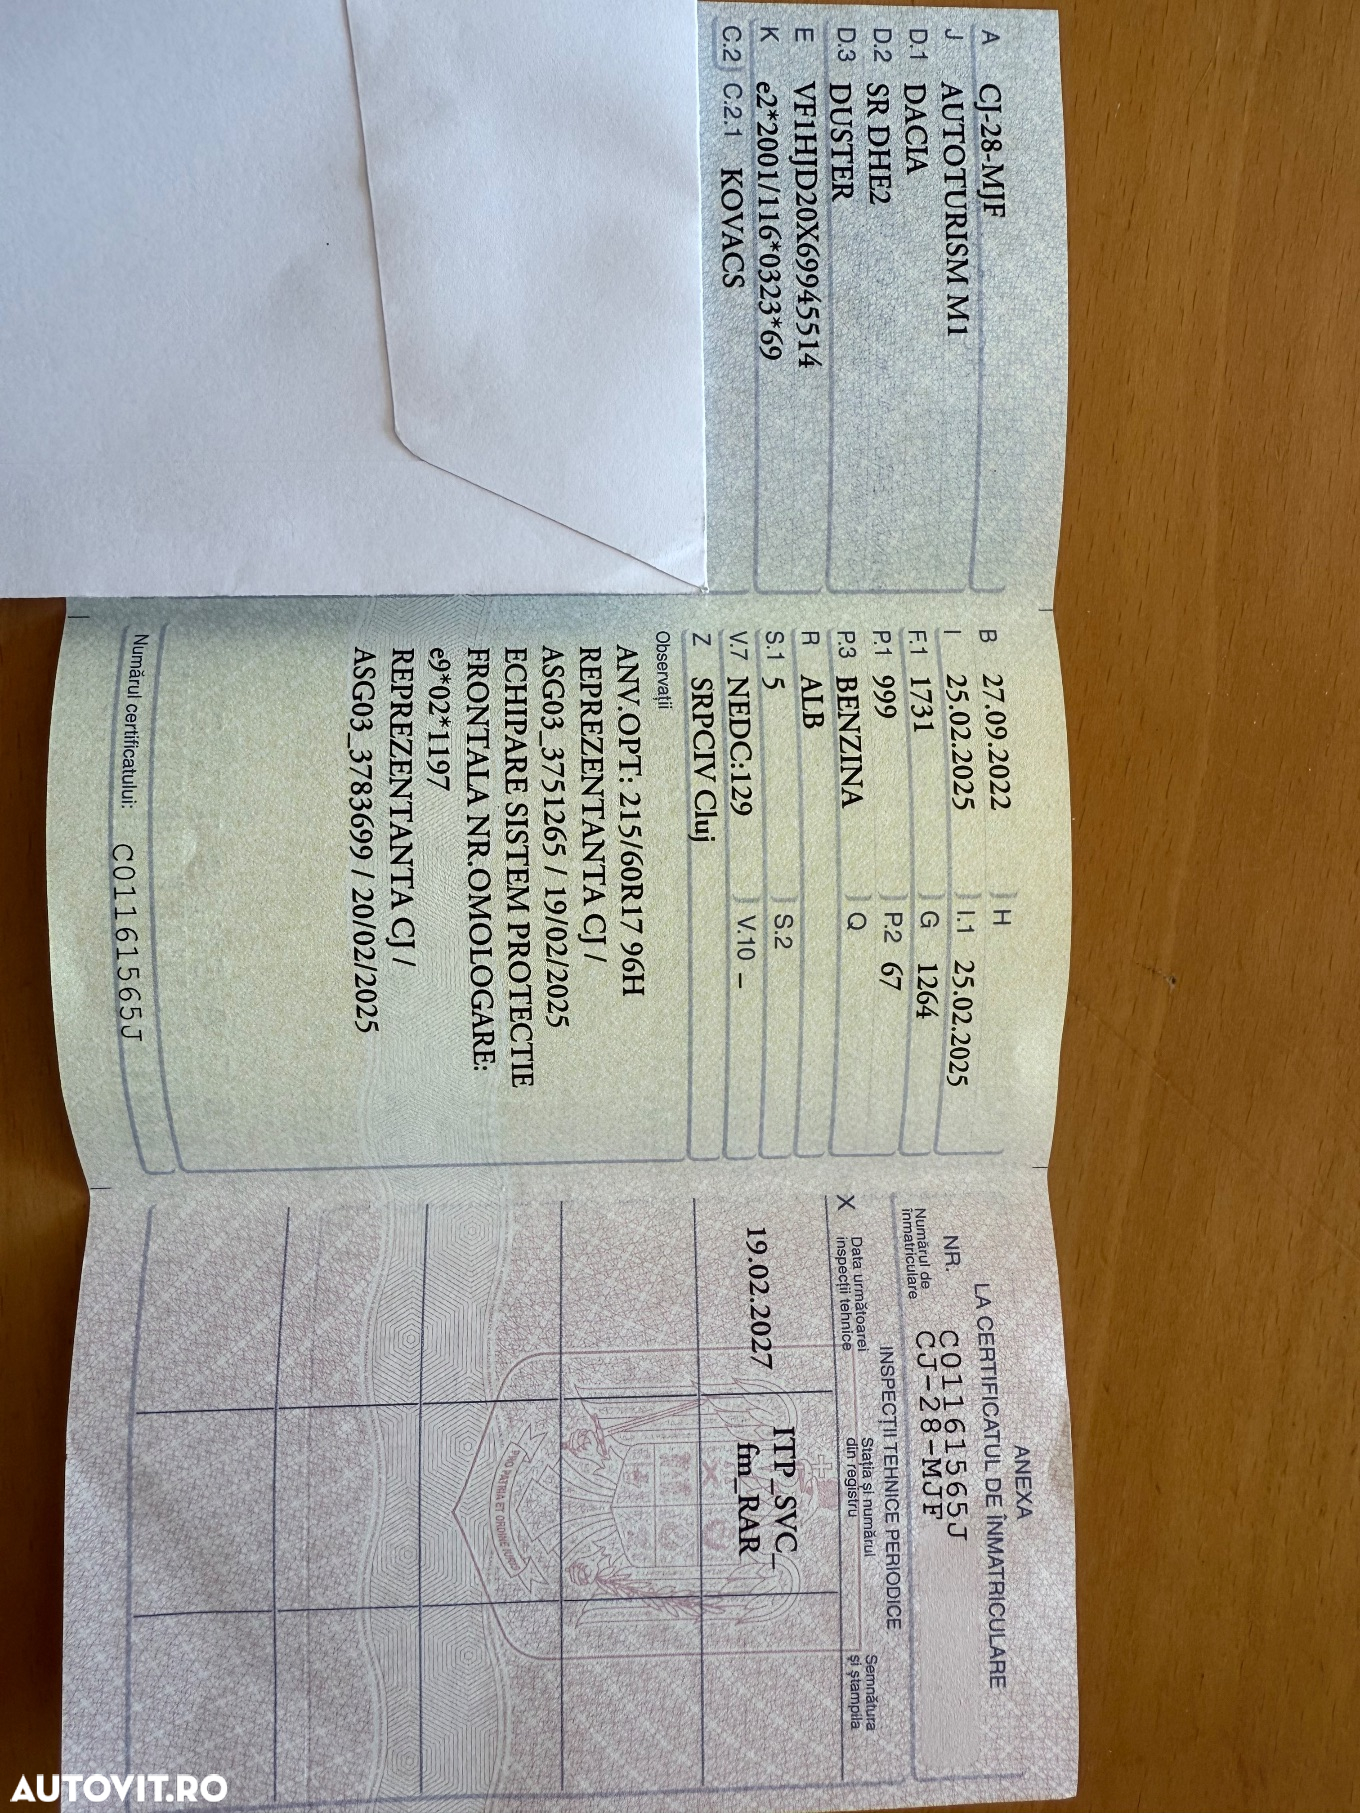 A CJ-28-MJF
J AUTOTURISM M1
D.1 DACIA
D.2 SR DHE2
D.3 DUSTER
E VF1HJD20X69945514
K e2*2001/116*0323*69
C.2 C.2.1 KOVACS
B 27.09.2022 H
I 25.02.2025 I.1 25.02.2025
F.1 1731 G 1264
P.1 999 P.2 67
P.3 BENZINA Q
R ALB
S.1 5 S.2
V.7 NEDC:129 V.10 –
Z SRPCIV Cluj
Observații
ANV.OPT: 215/60R17 96H
REPREZENTANTA CJ /
ASG03_3751265 / 19/02/2025
ECHIPARE SISTEM PROTECTIE
FRONTALA NR.OMOLOGARE:
e9*02*1197
REPREZENTANTA CJ /
ASG03_3783699 / 20/02/2025
Numărul certificatului: C01161565J
ANEXA
LA CERTIFICATUL DE ÎNMATRICULARE
NR. C01161565J
Numărul de înmatriculare CJ-28-MJF
INSPECȚII TEHNICE PERIODICE
X Data următoarei inspecții tehnice
Stația și numărul din registru
Semnătura și ștampila
19.02.2027 ITP_SVC_
fm_RAR
AUTOVIT.RO